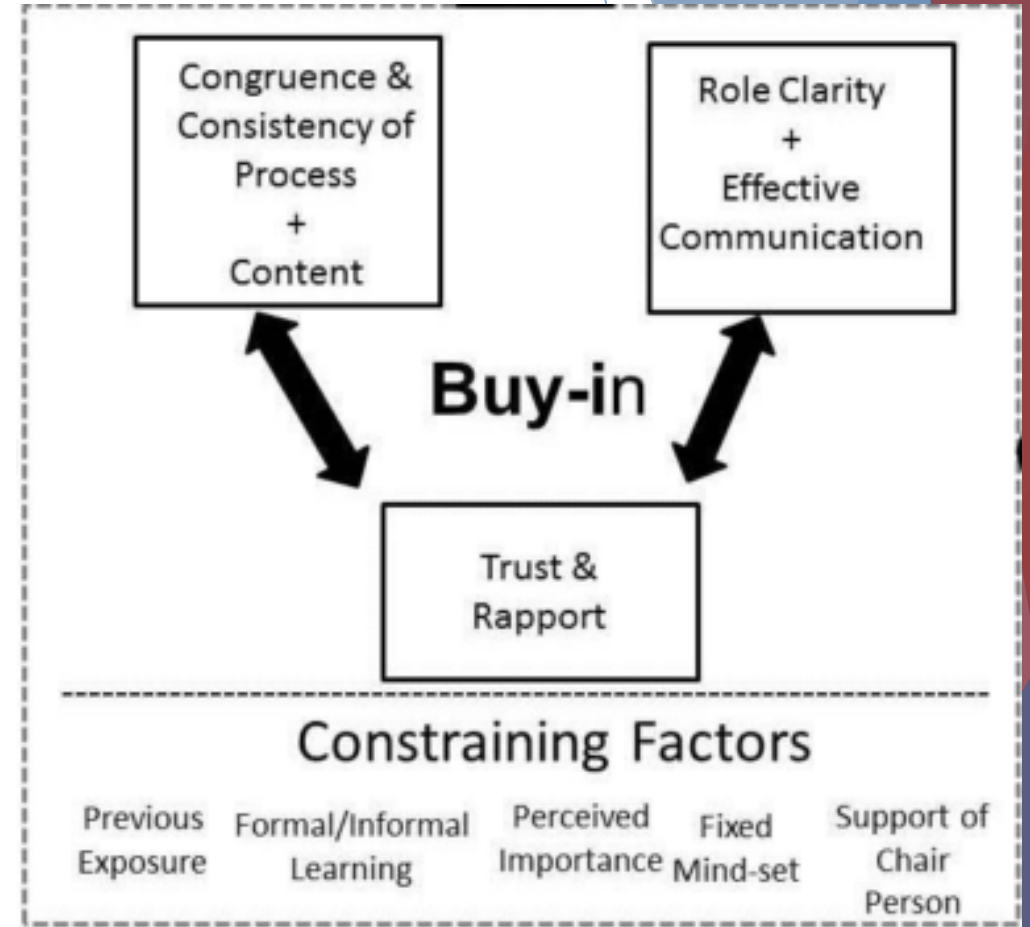 Congruence &
Consistency of
Process
+
Content
Role Clarity
+
Effective
Communication
Buy-in
Trust &
Rapport
Constraining Factors
Previous
Exposure
Formal/Informal
Learning
Perceived
Importance
Fixed
Mind-set
Support of
Chair
Person